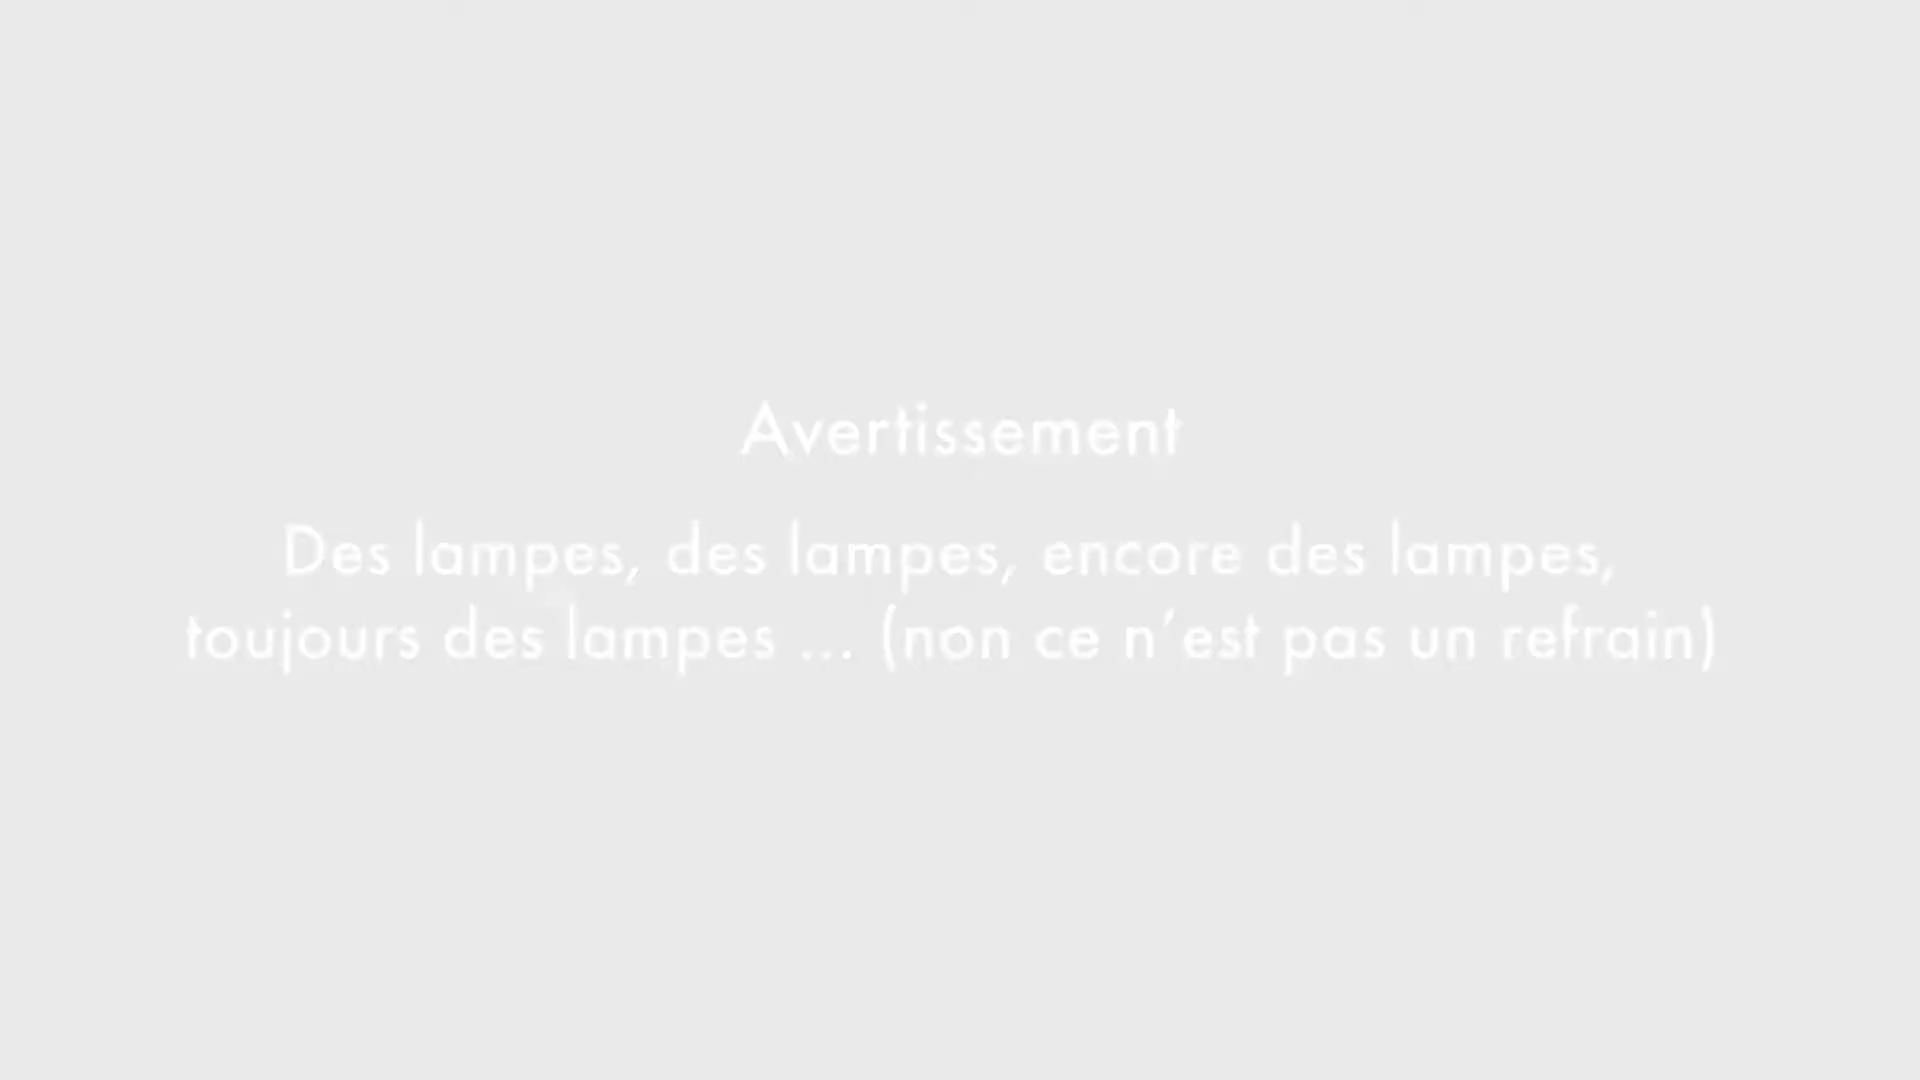 Avertissement
Des lampes, des lampes, encore des lampes,
toujours des lampes ... (non ce n’est pas un refrain)